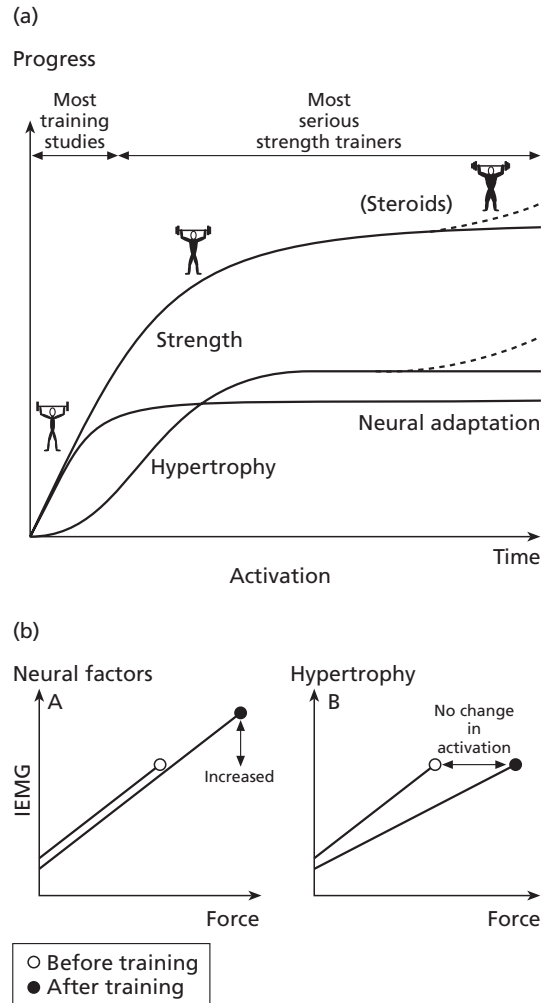 (a)
Progress
Most
training
studies
Most
serious
strength trainers
(Steroids)
Strength
Neural adaptation
Hypertrophy
Time
Activation
(b)
Neural factors
A
Increased
IEMG
Force
Hypertrophy
B
No change
in
activation
Force
Before training
After training